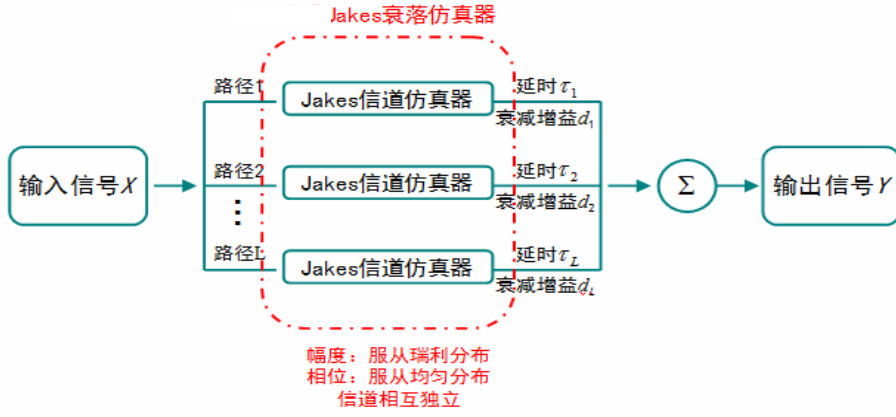 Jakes衰落仿真器
路径1
Jakes信道仿真器
延时τ1
衰减增益d1
输入信号X
路径2
Jakes信道仿真器
延时τ2
衰减增益d2
Σ
输出信号Y
⋮
路径L
Jakes信道仿真器
延时τL
衰减增益dL
幅度：服从瑞利分布
相位：服从均匀分布
信道相互独立